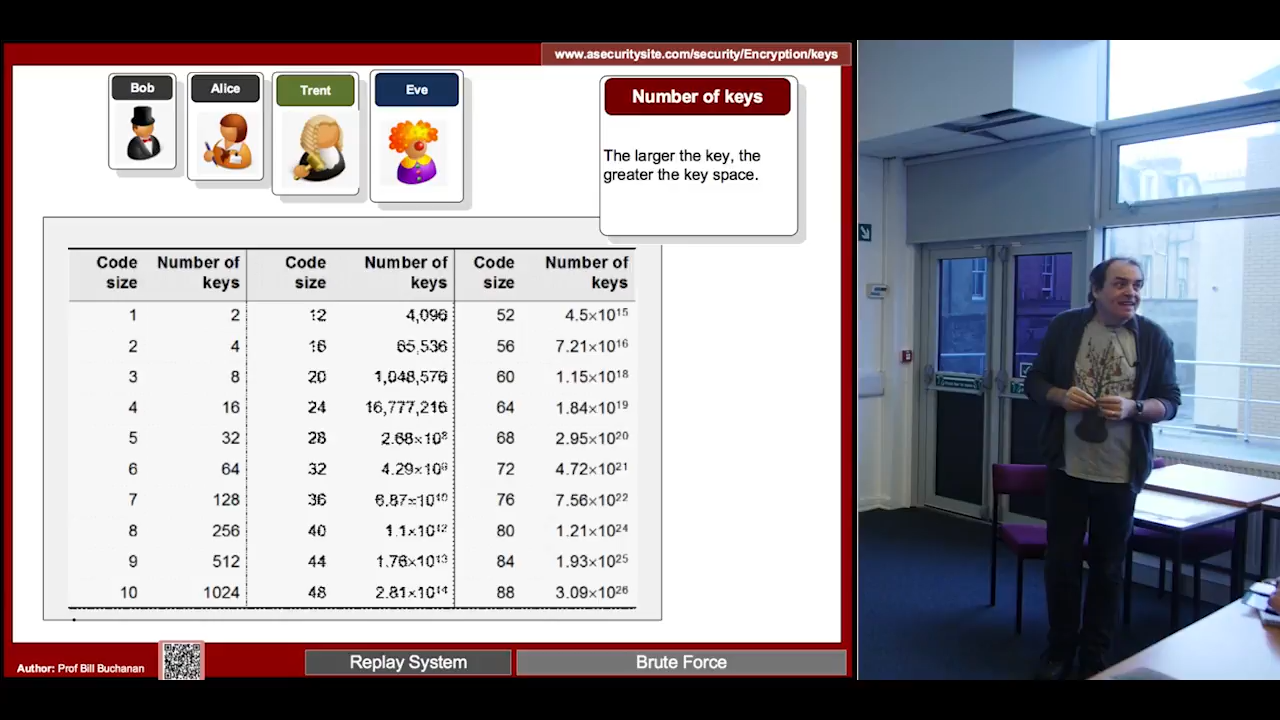 www.asecuritysite.com/security/Encryption/keys
Bob
Alice
Trent
Eve
Number of keys
The larger the key, the
greater the key space.
Code size Number of keys Code size Number of keys Code size Number of keys
1 2 12 4,096 52 4.5×10¹⁵
2 4 16 65,536 56 7.21×10¹⁶
3 8 20 1,048,576 60 1.15×10¹⁸
4 16 24 16,777,216 64 1.84×10¹⁹
5 32 28 2.68×10⁸ 68 2.95×10²⁰
6 64 32 4.29×10⁹ 72 4.72×10²¹
7 128 36 6.87×10¹⁰ 76 7.56×10²²
8 256 40 1.1×10¹² 80 1.21×10²⁴
9 512 44 1.76×10¹³ 84 1.93×10²⁵
10 1024 48 2.81×10¹⁴ 88 3.09×10²⁶
Author: Prof Bill Buchanan
Replay System
Brute Force